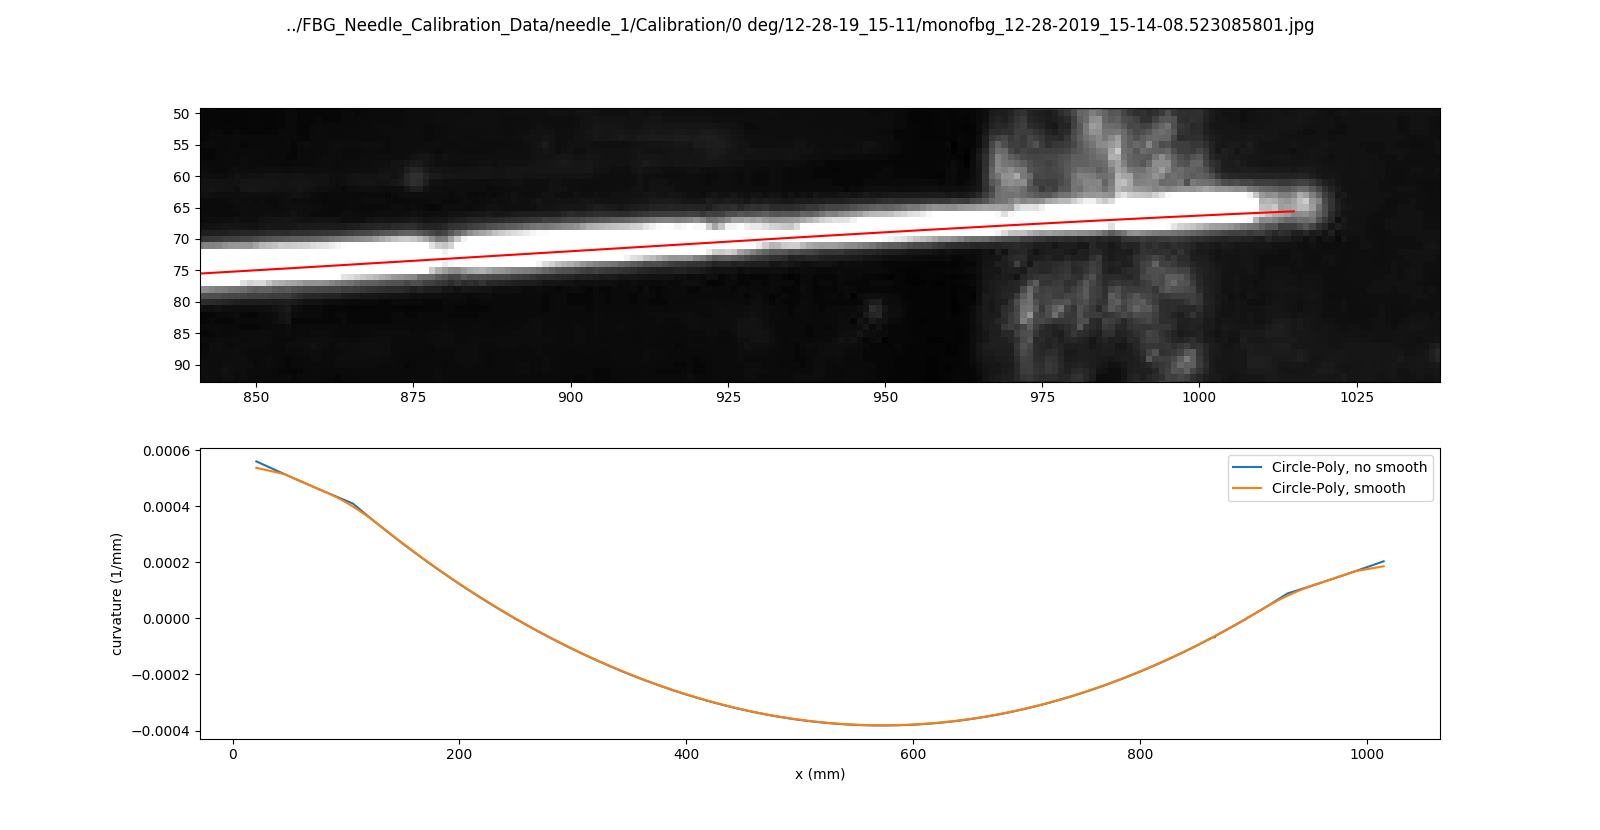 ../FBG_Needle_Calibration_Data/needle_1/Calibration/0 deg/12-28-19_15-11/monofbg_12-28-2019_15-14-08.523085801.jpg
50
55
60
65
70
75
80
85
90
850 875 900 925 950 975 1000 1025
0.0006
0.0004
0.0002
0.0000
−0.0002
−0.0004
curvature (1/mm)
Circle-Poly, no smooth
Circle-Poly, smooth
0 200 400 600 800 1000
x (mm)